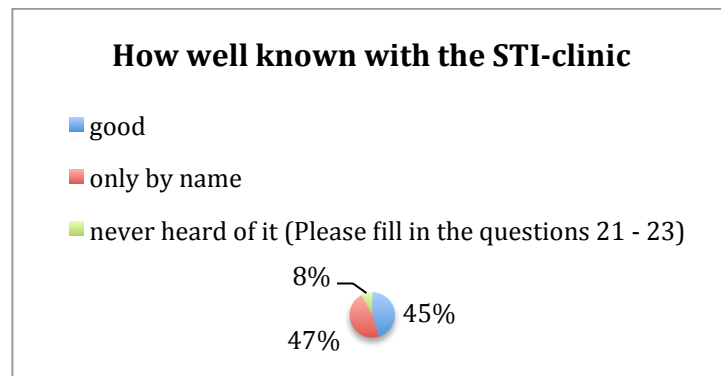 How well known with the STI-clinic
good
only by name
never heard of it (Please fill in the questions 21 - 23)
8%
45%
47%